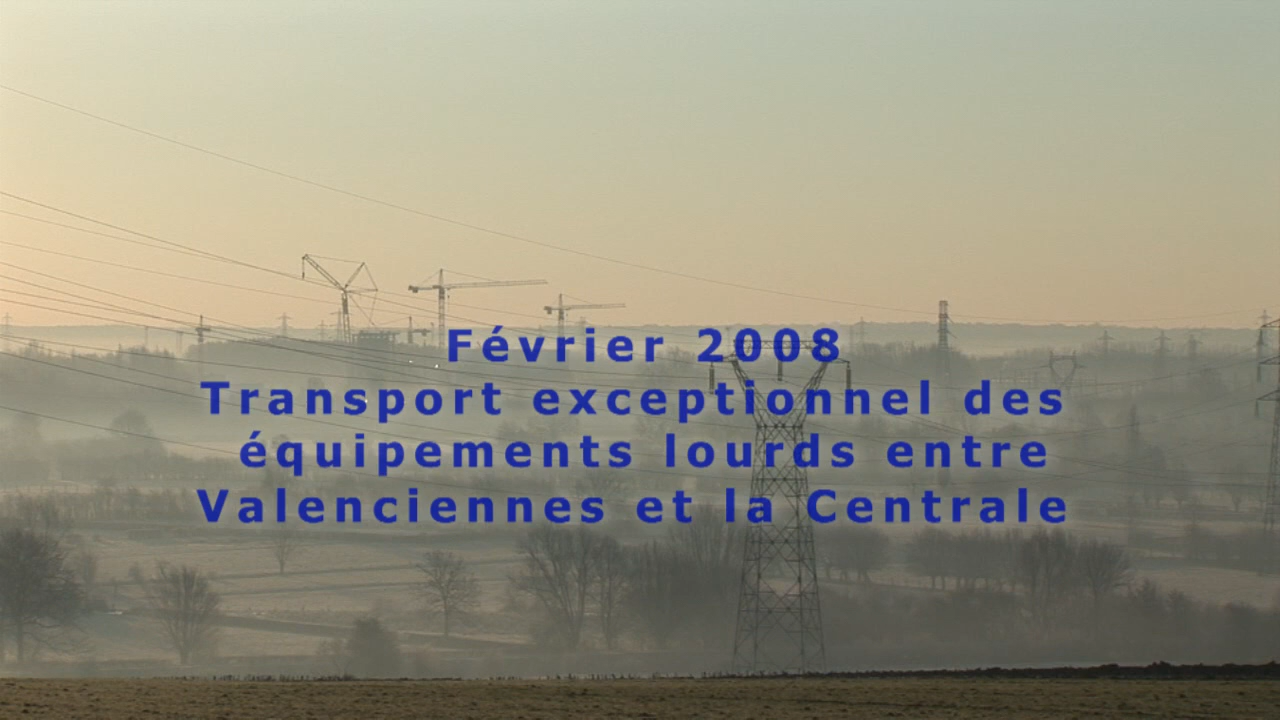 Février 2008
Transport exceptionnel des
équipements lourds entre
Valenciennes et la Centrale